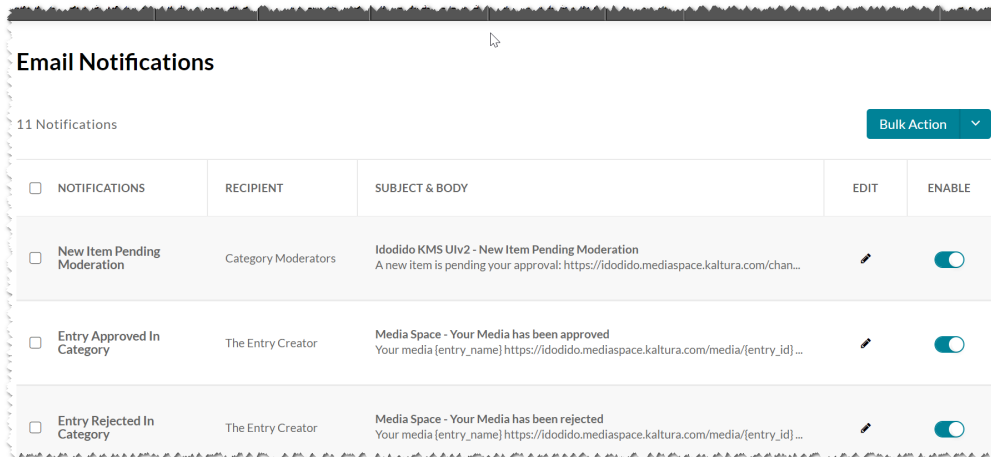 Email Notifications
11 Notifications
Bulk Action
NOTIFICATIONS RECIPIENT SUBJECT & BODY EDIT ENABLE
New Item Pending Moderation
Category Moderators
Idodido KMS UIv2 - New Item Pending Moderation
A new item is pending your approval: https://idodido.mediaspace.kaltura.com/chan...
Entry Approved In Category
The Entry Creator
Media Space - Your Media has been approved
Your media {entry_name} https://idodido.mediaspace.kaltura.com/media/{entry_id} ...
Entry Rejected In Category
The Entry Creator
Media Space - Your Media has been rejected
Your media {entry_name} https://idodido.mediaspace.kaltura.com/media/{entry_id} ...